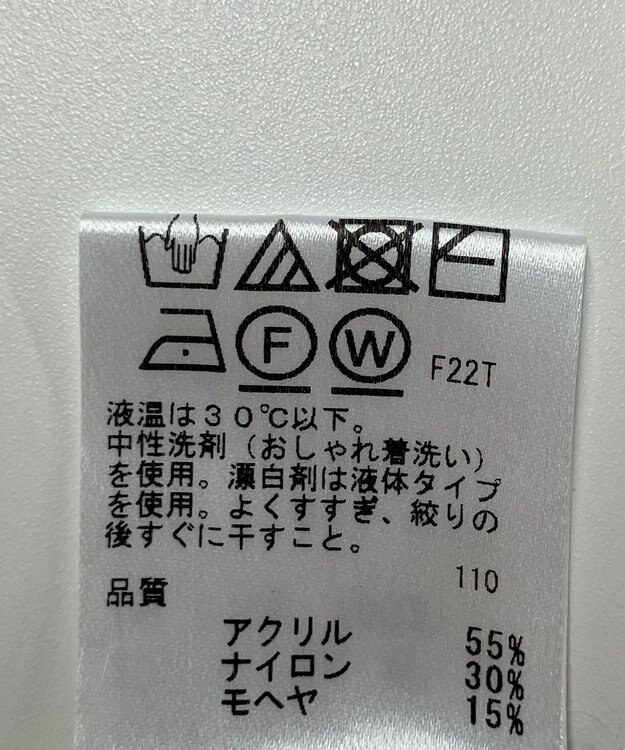 F W F22T
液温は３０℃以下。
中性洗剤（おしゃれ着洗い）
を使用。漂白剤は液体タイプ
を使用。よくすすぎ、絞りの
後すぐに干すこと。
110
品質
アクリル 55%
ナイロン 30%
モヘヤ 15%